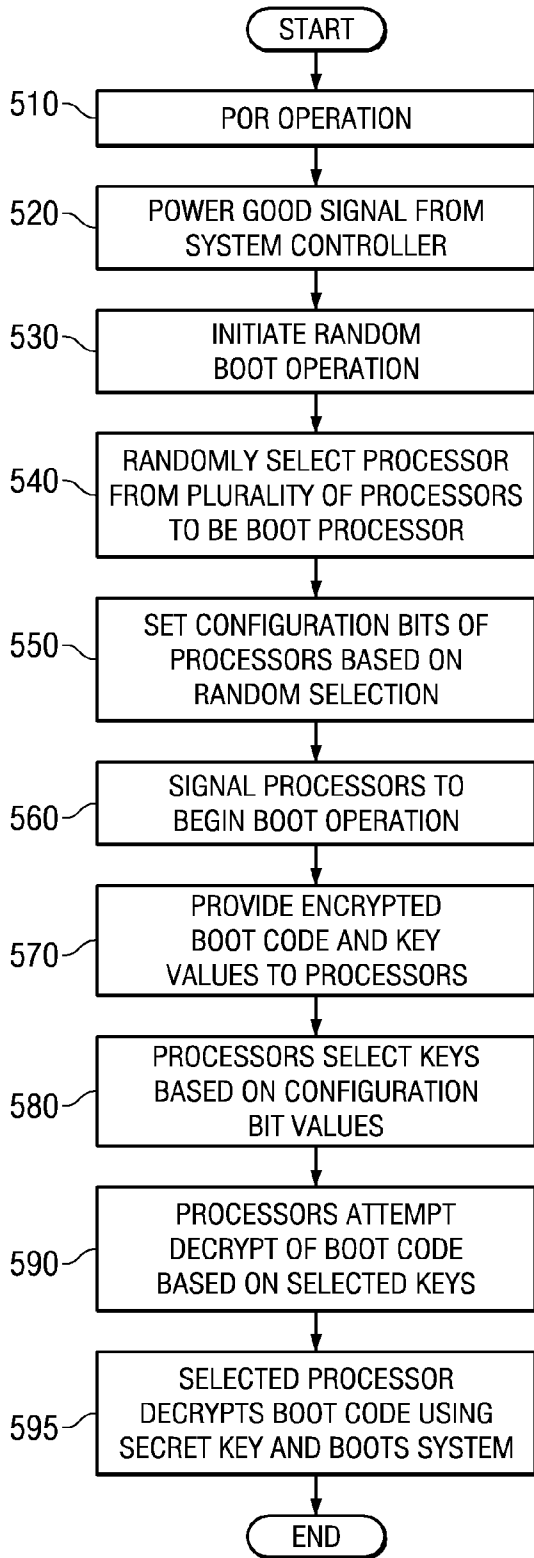 START
510
POR OPERATION
520
POWER GOOD SIGNAL FROM
SYSTEM CONTROLLER
530
INITIATE RANDOM
BOOT OPERATION
540
RANDOMLY SELECT PROCESSOR
FROM PLURALITY OF PROCESSORS
TO BE BOOT PROCESSOR
550
SET CONFIGURATION BITS OF
PROCESSORS BASED ON
RANDOM SELECTION
560
SIGNAL PROCESSORS TO
BEGIN BOOT OPERATION
570
PROVIDE ENCRYPTED
BOOT CODE AND KEY
VALUES TO PROCESSORS
580
PROCESSORS SELECT KEYS
BASED ON CONFIGURATION
BIT VALUES
590
PROCESSORS ATTEMPT
DECRYPT OF BOOT CODE
BASED ON SELECTED KEYS
595
SELECTED PROCESSOR
DECRYPTS BOOT CODE USING
SECRET KEY AND BOOTS SYSTEM
END